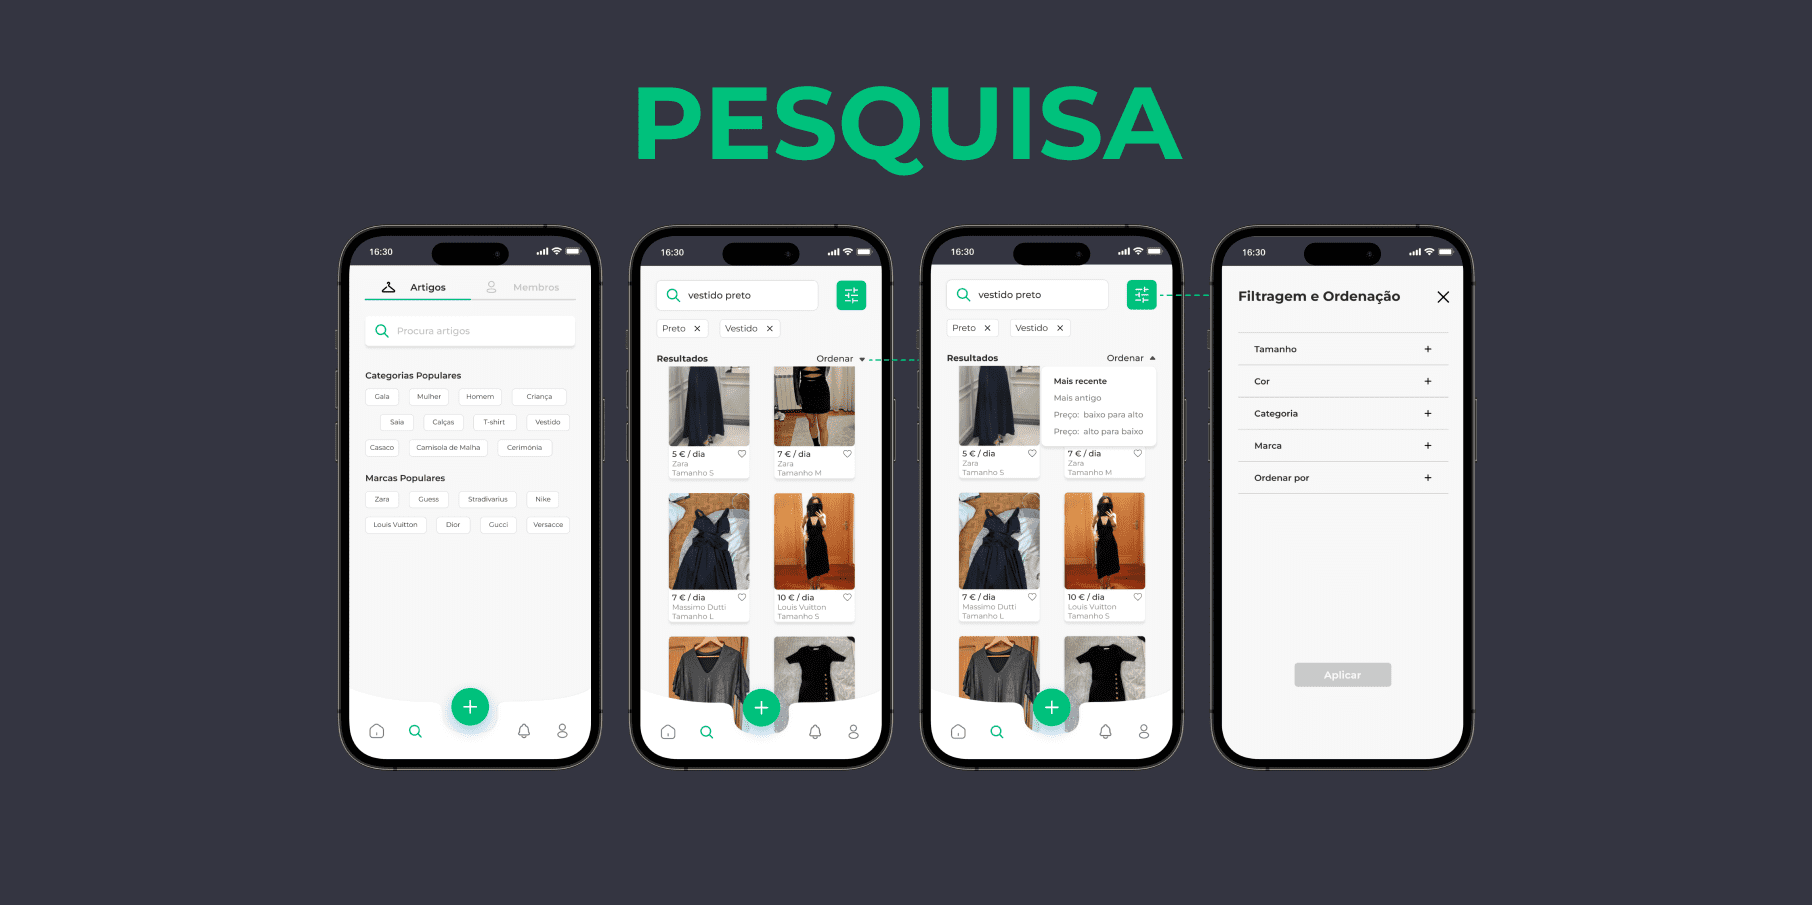 PESQUISA
16:30
Artigos Membros
Procura artigos
Categorias Populares
Gala Mulher Homem Criança
Saia Calças T-shirt Vestido
Casaco Camisola de Malha Cerimónia
Marcas Populares
Zara Guess Stradivarius Nike
Louis Vuitton Dior Gucci Versacce
16:30
vestido preto
Preto Vestido
Resultados Ordenar
5 € / dia 7 € / dia
Zara Zara
Tamanho S Tamanho M
7 € / dia 10 € / dia
Massimo Dutti Louis Vuitton
Tamanho L Tamanho S
16:30
vestido preto
Preto Vestido
Resultados Ordenar
Mais recente
Mais antigo
Preço: baixo para alto
Preço: alto para baixo
5 € / dia 7 € / dia
Zara Zara
Tamanho S Tamanho M
7 € / dia 10 € / dia
Massimo Dutti Louis Vuitton
Tamanho L Tamanho S
16:30
Filtragem e Ordenação
Tamanho +
Cor +
Categoria +
Marca +
Ordenar por +
Aplicar